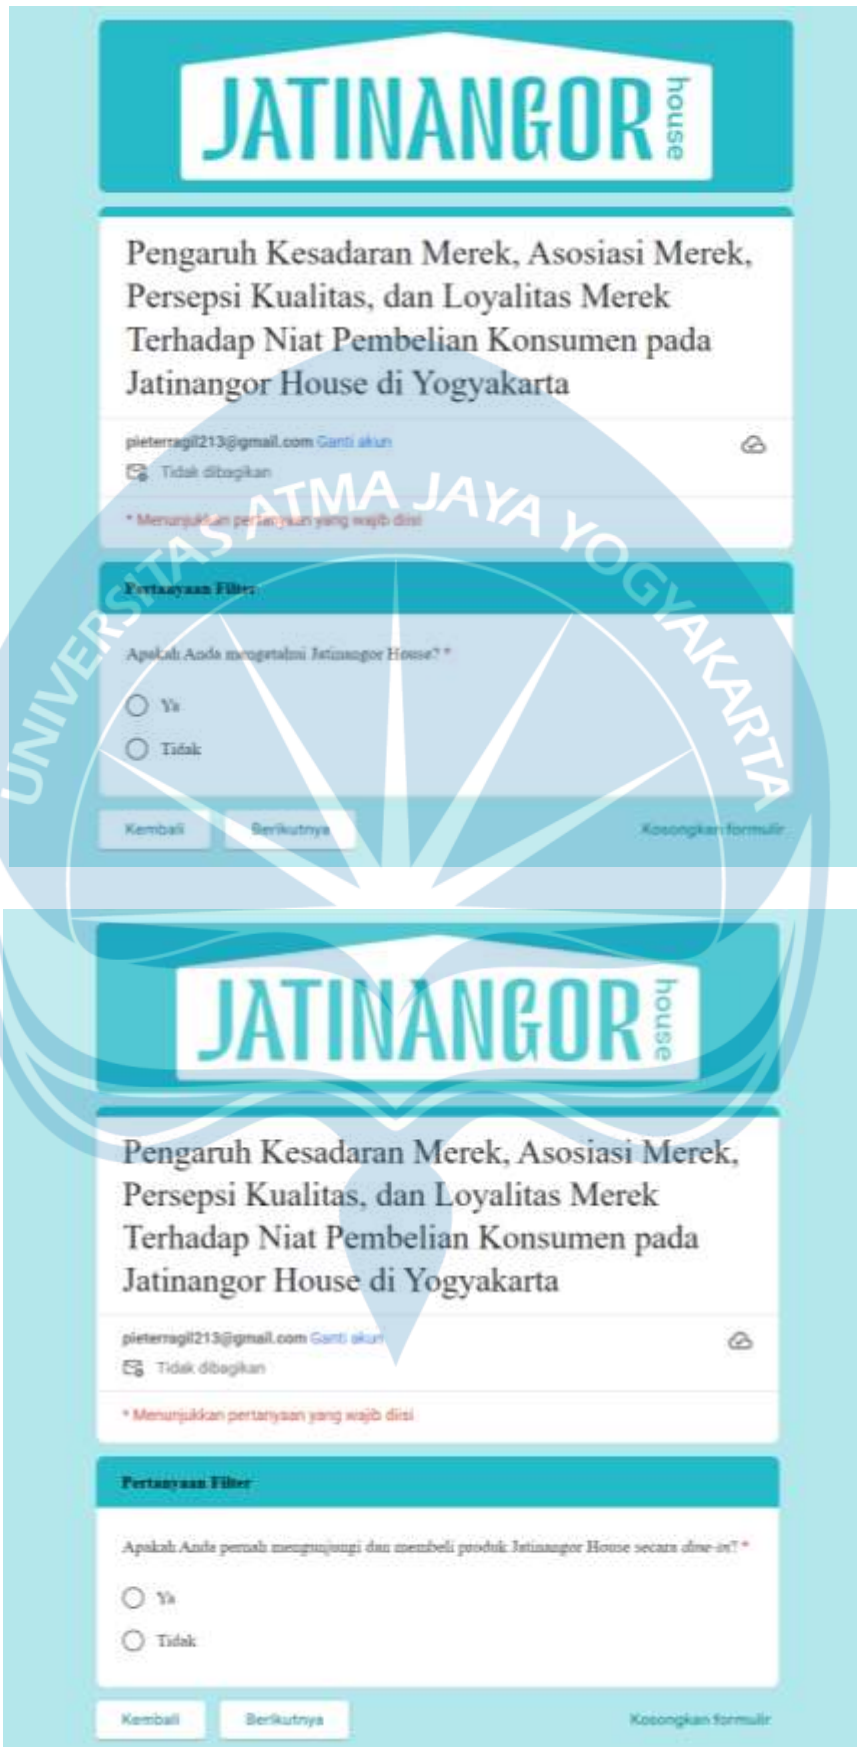 JATINANGOR house
Pengaruh Kesadaran Merek, Asosiasi Merek,
Persepsi Kualitas, dan Loyalitas Merek
Terhadap Niat Pembelian Konsumen pada
Jatinangor House di Yogyakarta
pieterragil213@gmail.com Ganti akun
Tidak dibagikan
* Menunjukkan pertanyaan yang wajib diisi
UNIVERSITAS ATMA JAYA YOGYAKARTA
Pertanyaan Filter
Apakah Anda mengetahui Jatinangor House? *
Ya
Tidak
Kembali Berikutnya Kosongkan formulir
JATINANGOR house
Pengaruh Kesadaran Merek, Asosiasi Merek,
Persepsi Kualitas, dan Loyalitas Merek
Terhadap Niat Pembelian Konsumen pada
Jatinangor House di Yogyakarta
pieterragil213@gmail.com Ganti akun
Tidak dibagikan
* Menunjukkan pertanyaan yang wajib diisi
Pertanyaan Filter
Apakah Anda pernah mengunjungi dan membeli produk Jatinangor House secara dine-in? *
Ya
Tidak
Kembali Berikutnya Kosongkan formulir